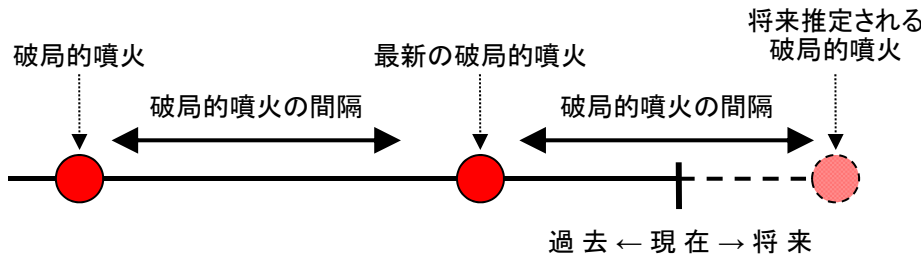 将来推定される
破局的噴火
破局的噴火
最新の破局的噴火
破局的噴火の間隔
破局的噴火の間隔
過 去 ← 現 在 → 将 来